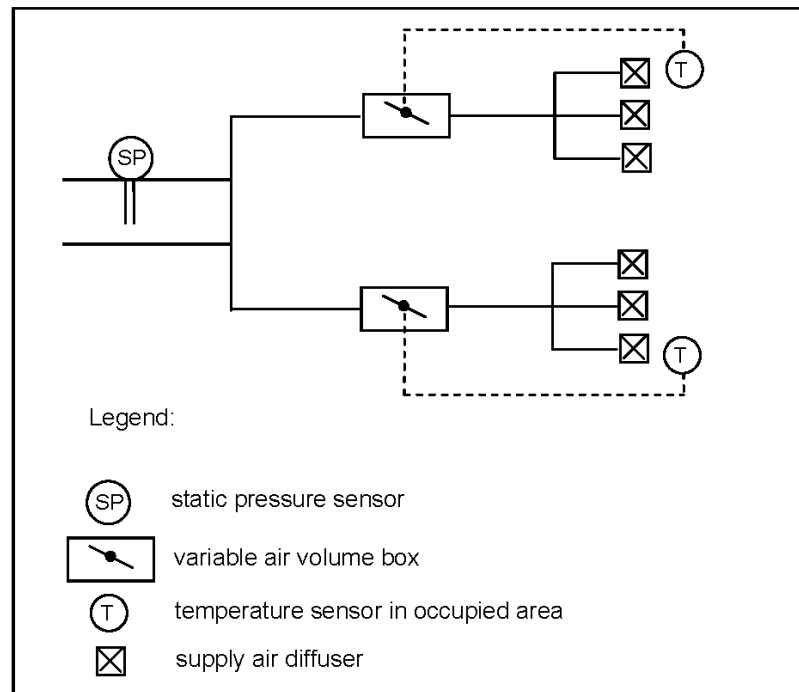 T
SP
T
Legend:
SP static pressure sensor
variable air volume box
T temperature sensor in occupied area
supply air diffuser